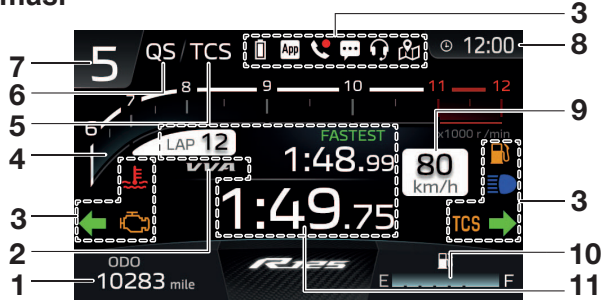 3
5 QS / TCS App 12:00 8
7
6
8 9 10 11 12
7
5
6
x1000 r/min
9
FASTEST
LAP 12
1:48.99
4
VVA
80
km/h
3
1:49.75
TCS
3
2
ODO
10283 mile
1
R125
E F
10
11